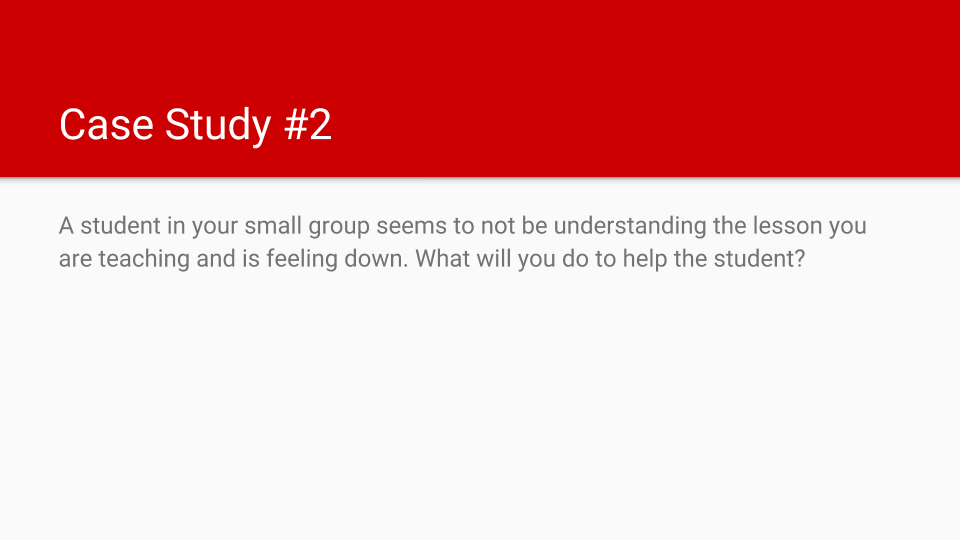 Case Study #2
A student in your small group seems to not be understanding the lesson you
are teaching and is feeling down. What will you do to help the student?